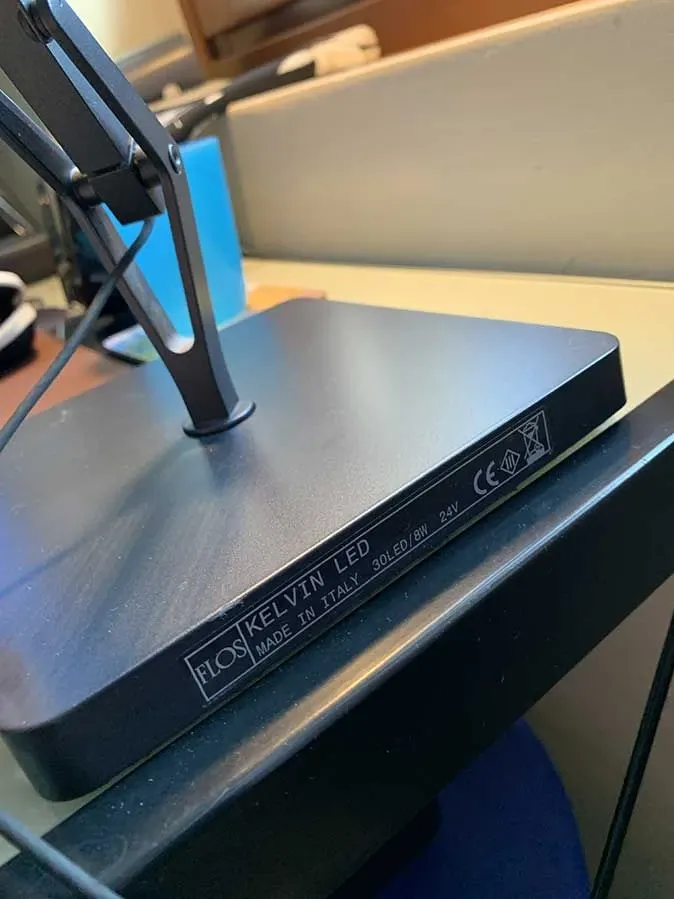 FLOS
KELVIN LED
MADE IN ITALY 30LED/8W 24V
CE